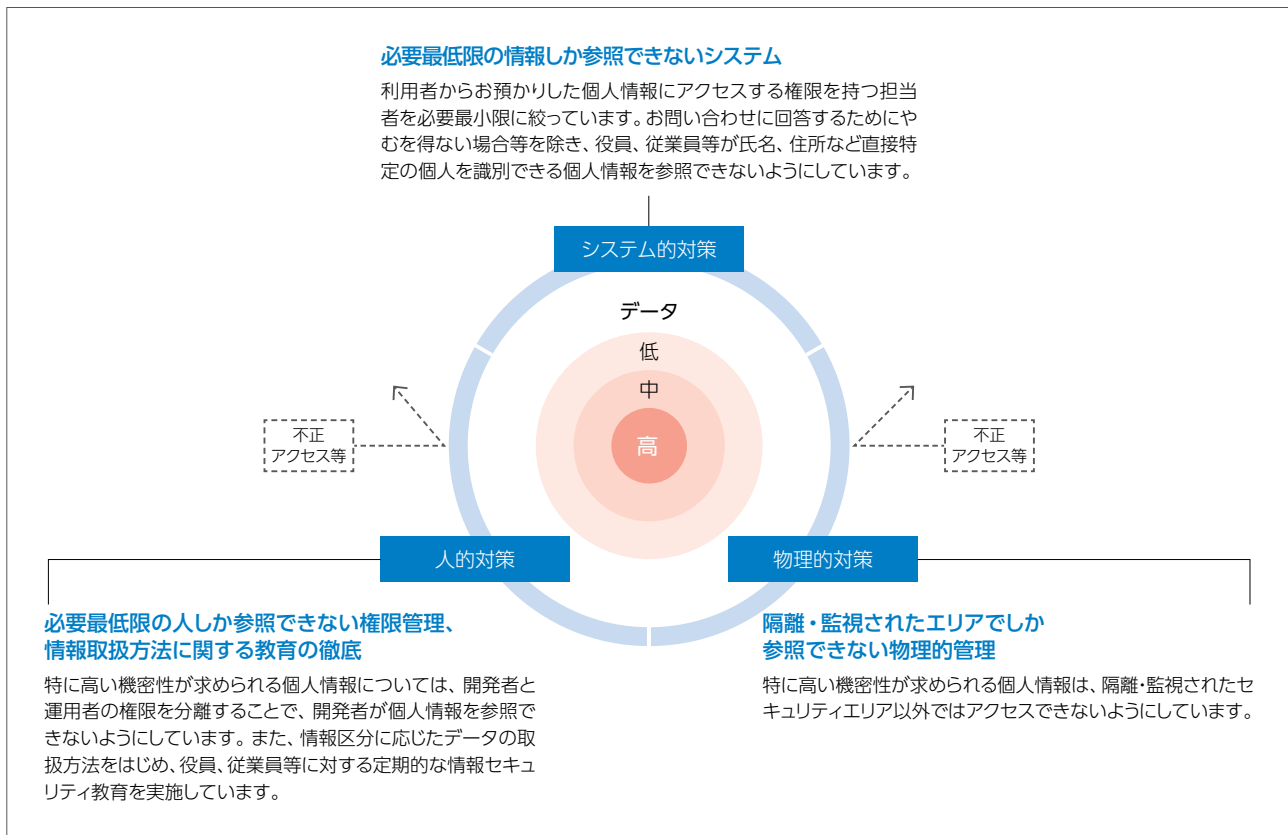 必要最低限の情報しか参照できないシステム
利用者からお預かりした個人情報にアクセスする権限を持つ担当
者を必要最小限に絞っています。お問い合わせに回答するためにや
むを得ない場合等を除き、役員、従業員等が氏名、住所など直接特
定の個人を識別できる個人情報を参照できないようにしています。
システム的対策
データ
低
中
高
不正
アクセス等
不正
アクセス等
人的対策
物理的対策
必要最低限の人しか参照できない権限管理、
情報取扱方法に関する教育の徹底
特に高い機密性が求められる個人情報については、開発者と
運用者の権限を分離することで、開発者が個人情報を参照で
きないようにしています。また、情報区分に応じたデータの取
扱方法をはじめ、役員、従業員等に対する定期的な情報セキュ
リティ教育を実施しています。
隔離・監視されたエリアでしか
参照できない物理的管理
特に高い機密性が求められる個人情報は、隔離・監視されたセ
キュリティエリア以外ではアクセスできないようにしています。